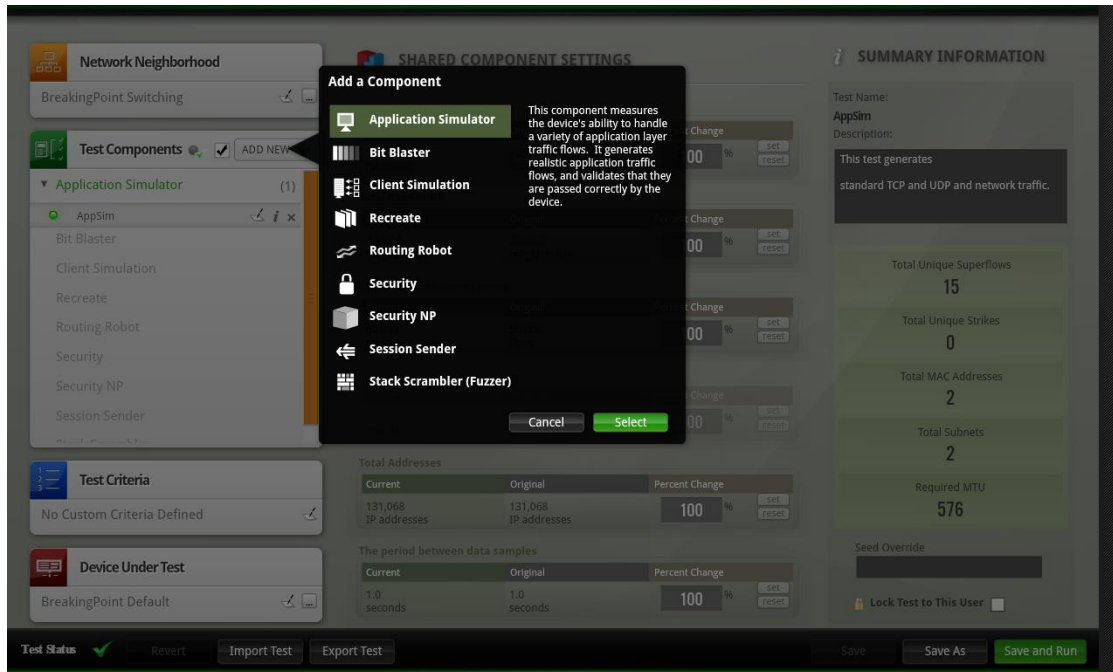 Network Neighborhood
BreakingPoint Switching
Test Components
ADD NEW
Application Simulator (1)
AppSim
Bit Blaster
Client Simulation
Recreate
Routing Robot
Security
Security NP
Session Sender
Test Criteria
No Custom Criteria Defined
Device Under Test
BreakingPoint Default
SHARED COMPONENT SETTINGS
Add a Component
Application Simulator
Bit Blaster
Client Simulation
Recreate
Routing Robot
Security
Security NP
Session Sender
Stack Scrambler (Fuzzer)
This component measures
the device's ability to handle
a variety of application layer
traffic flows. It generates
realistic application traffic
flows, and validates that they
are passed correctly by the
device.
Cancel
Select
Change
00 %
set
reset
Change
00 %
set
reset
Change
00 %
set
reset
Change
00 %
set
reset
Total Addresses
Current Original Percent Change
131,068 131,068 100 % set
IP addresses IP addresses reset
The period between data samples
Current Original Percent Change
1.0 1.0 100 % set
seconds seconds reset
SUMMARY INFORMATION
Test Name:
AppSim
Description:
This test generates
standard TCP and UDP and network traffic.
Total Unique Superflows
15
Total Unique Strikes
0
Total MAC Addresses
2
Total Subnets
2
Required MTU
576
Seed Override
Lock Test to This User
Test Status Revert Import Test Export Test Save Save As Save and Run